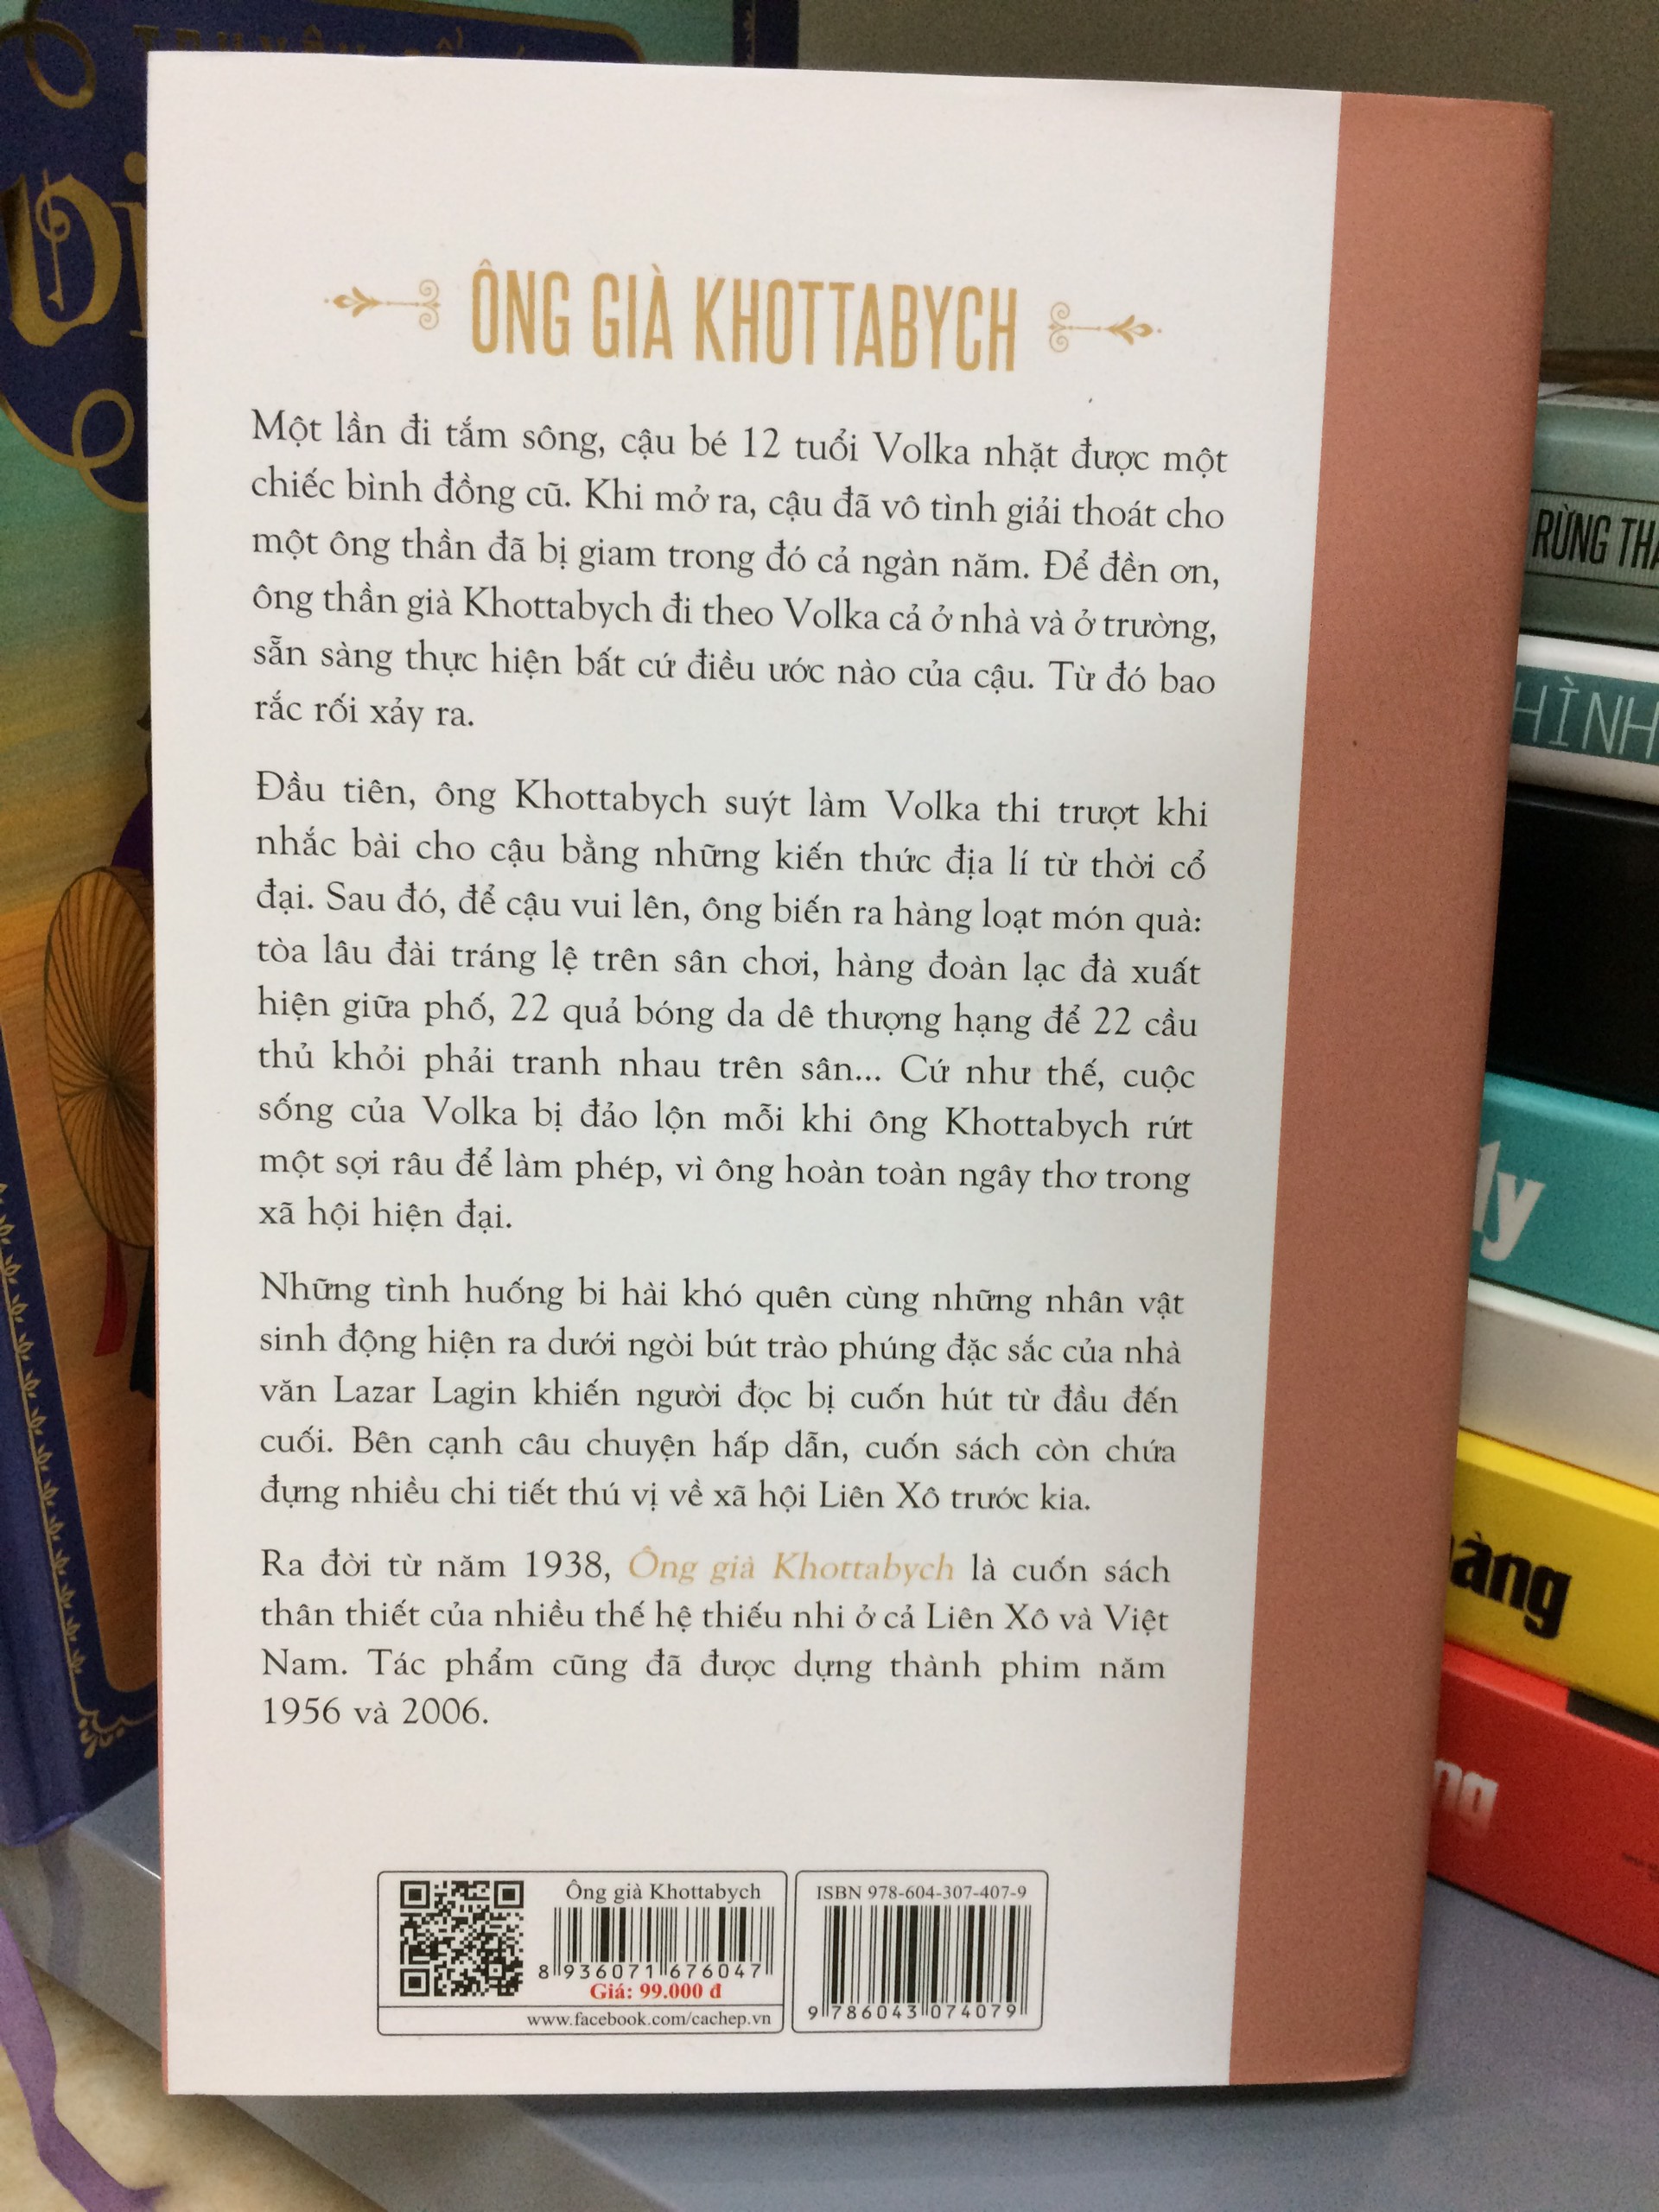 ÔNG GIÀ KHOTTABYCH
Một lần đi tắm sông, cậu bé 12 tuổi Volka nhặt được một
chiếc bình đồng cũ. Khi mở ra, cậu đã vô tình giải thoát cho
một ông thần đã bị giam trong đó cả ngàn năm. Để đền ơn,
ông thần già Khottabych đi theo Volka cả ở nhà và ở trường,
sẵn sàng thực hiện bất cứ điều ước nào của cậu. Từ đó bao
rắc rối xảy ra.
Đầu tiên, ông Khottabych suýt làm Volka thi trượt khi
nhắc bài cho cậu bằng những kiến thức địa lí từ thời cổ
đại. Sau đó, để cậu vui lên, ông biến ra hàng loạt món quà:
tòa lâu đài tráng lệ trên sân chơi, hàng đoàn lạc đà xuất
hiện giữa phố, 22 quả bóng da dê thượng hạng để 22 cầu
thủ khỏi phải tranh nhau trên sân... Cứ như thế, cuộc
sống của Volka bị đảo lộn mỗi khi ông Khottabych rứt
một sợi râu để làm phép, vì ông hoàn toàn ngây thơ trong
xã hội hiện đại.
Những tình huống bi hài khó quên cùng những nhân vật
sinh động hiện ra dưới ngòi bút trào phúng đặc sắc của nhà
văn Lazar Lagin khiến người đọc bị cuốn hút từ đầu đến
cuối. Bên cạnh câu chuyện hấp dẫn, cuốn sách còn chứa
đựng nhiều chi tiết thú vị về xã hội Liên Xô trước kia.
Ra đời từ năm 1938, Ông già Khottabych là cuốn sách
thân thiết của nhiều thế hệ thiếu nhi ở cả Liên Xô và Việt
Nam. Tác phẩm cũng đã được dựng thành phim năm
1956 và 2006.
Ông già Khottabych
8 936071 676047
Giá: 99.000 đ
www.facebook.com/cachep.vn
ISBN 978-604-307-407-9
9 786043 074079
RỪNG
HÌNH